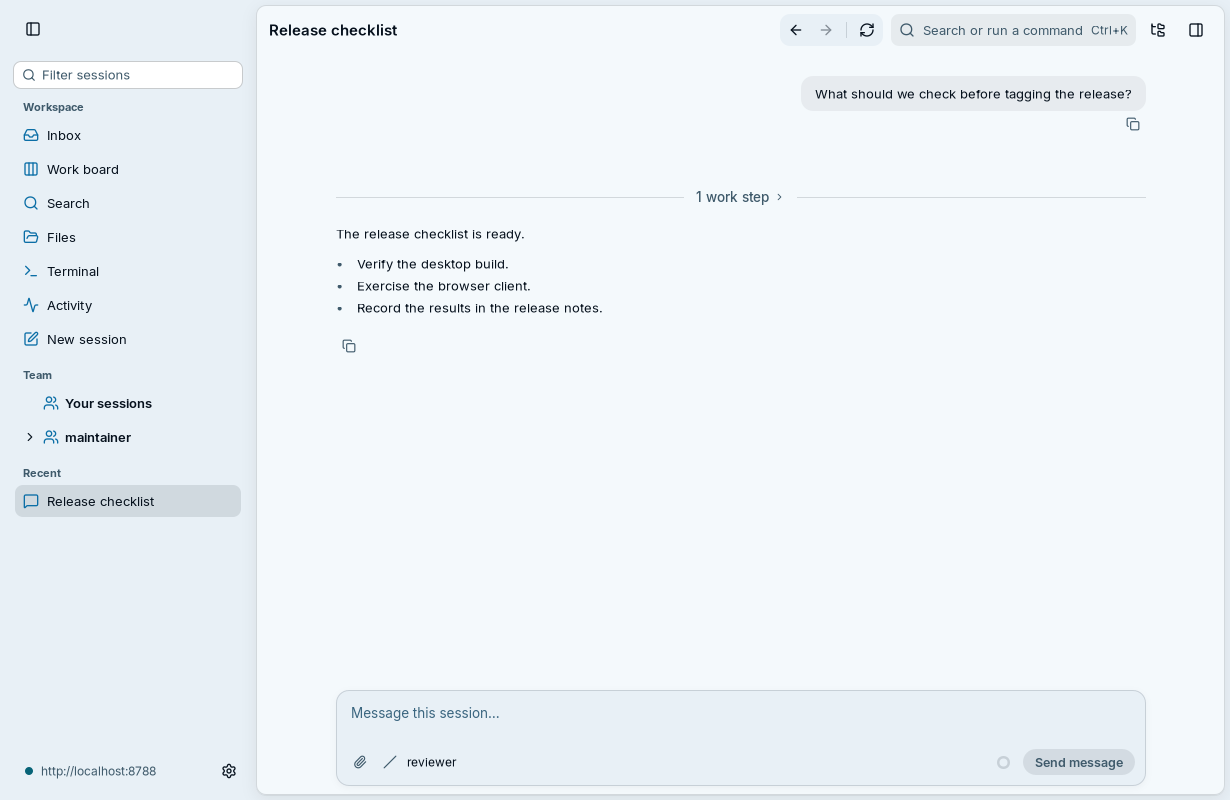 Release checklist
Search or run a command Ctrl+K
Filter sessions
Workspace
Inbox
Work board
Search
Files
Terminal
Activity
New session
Team
Your sessions
maintainer
Recent
Release checklist
http://localhost:8788
What should we check before tagging the release?
1 work step
The release checklist is ready.
• Verify the desktop build.
• Exercise the browser client.
• Record the results in the release notes.
Message this session...
reviewer
Send message